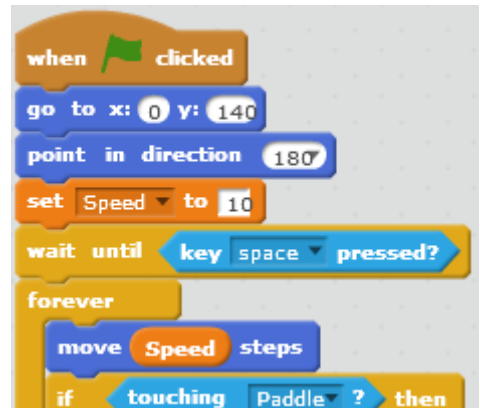 when clicked
go to x: 0 y: 140
point in direction 180
set Speed to 10
wait until key space pressed?
forever
move Speed steps
if touching Paddle ? then